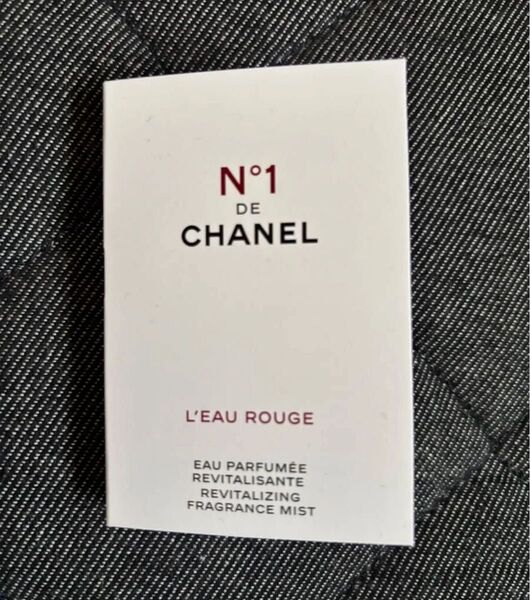 N°1
DE
CHANEL
L'EAU ROUGE
EAU PARFUMÉE
REVITALISANTE
REVITALIZING
FRAGRANCE MIST